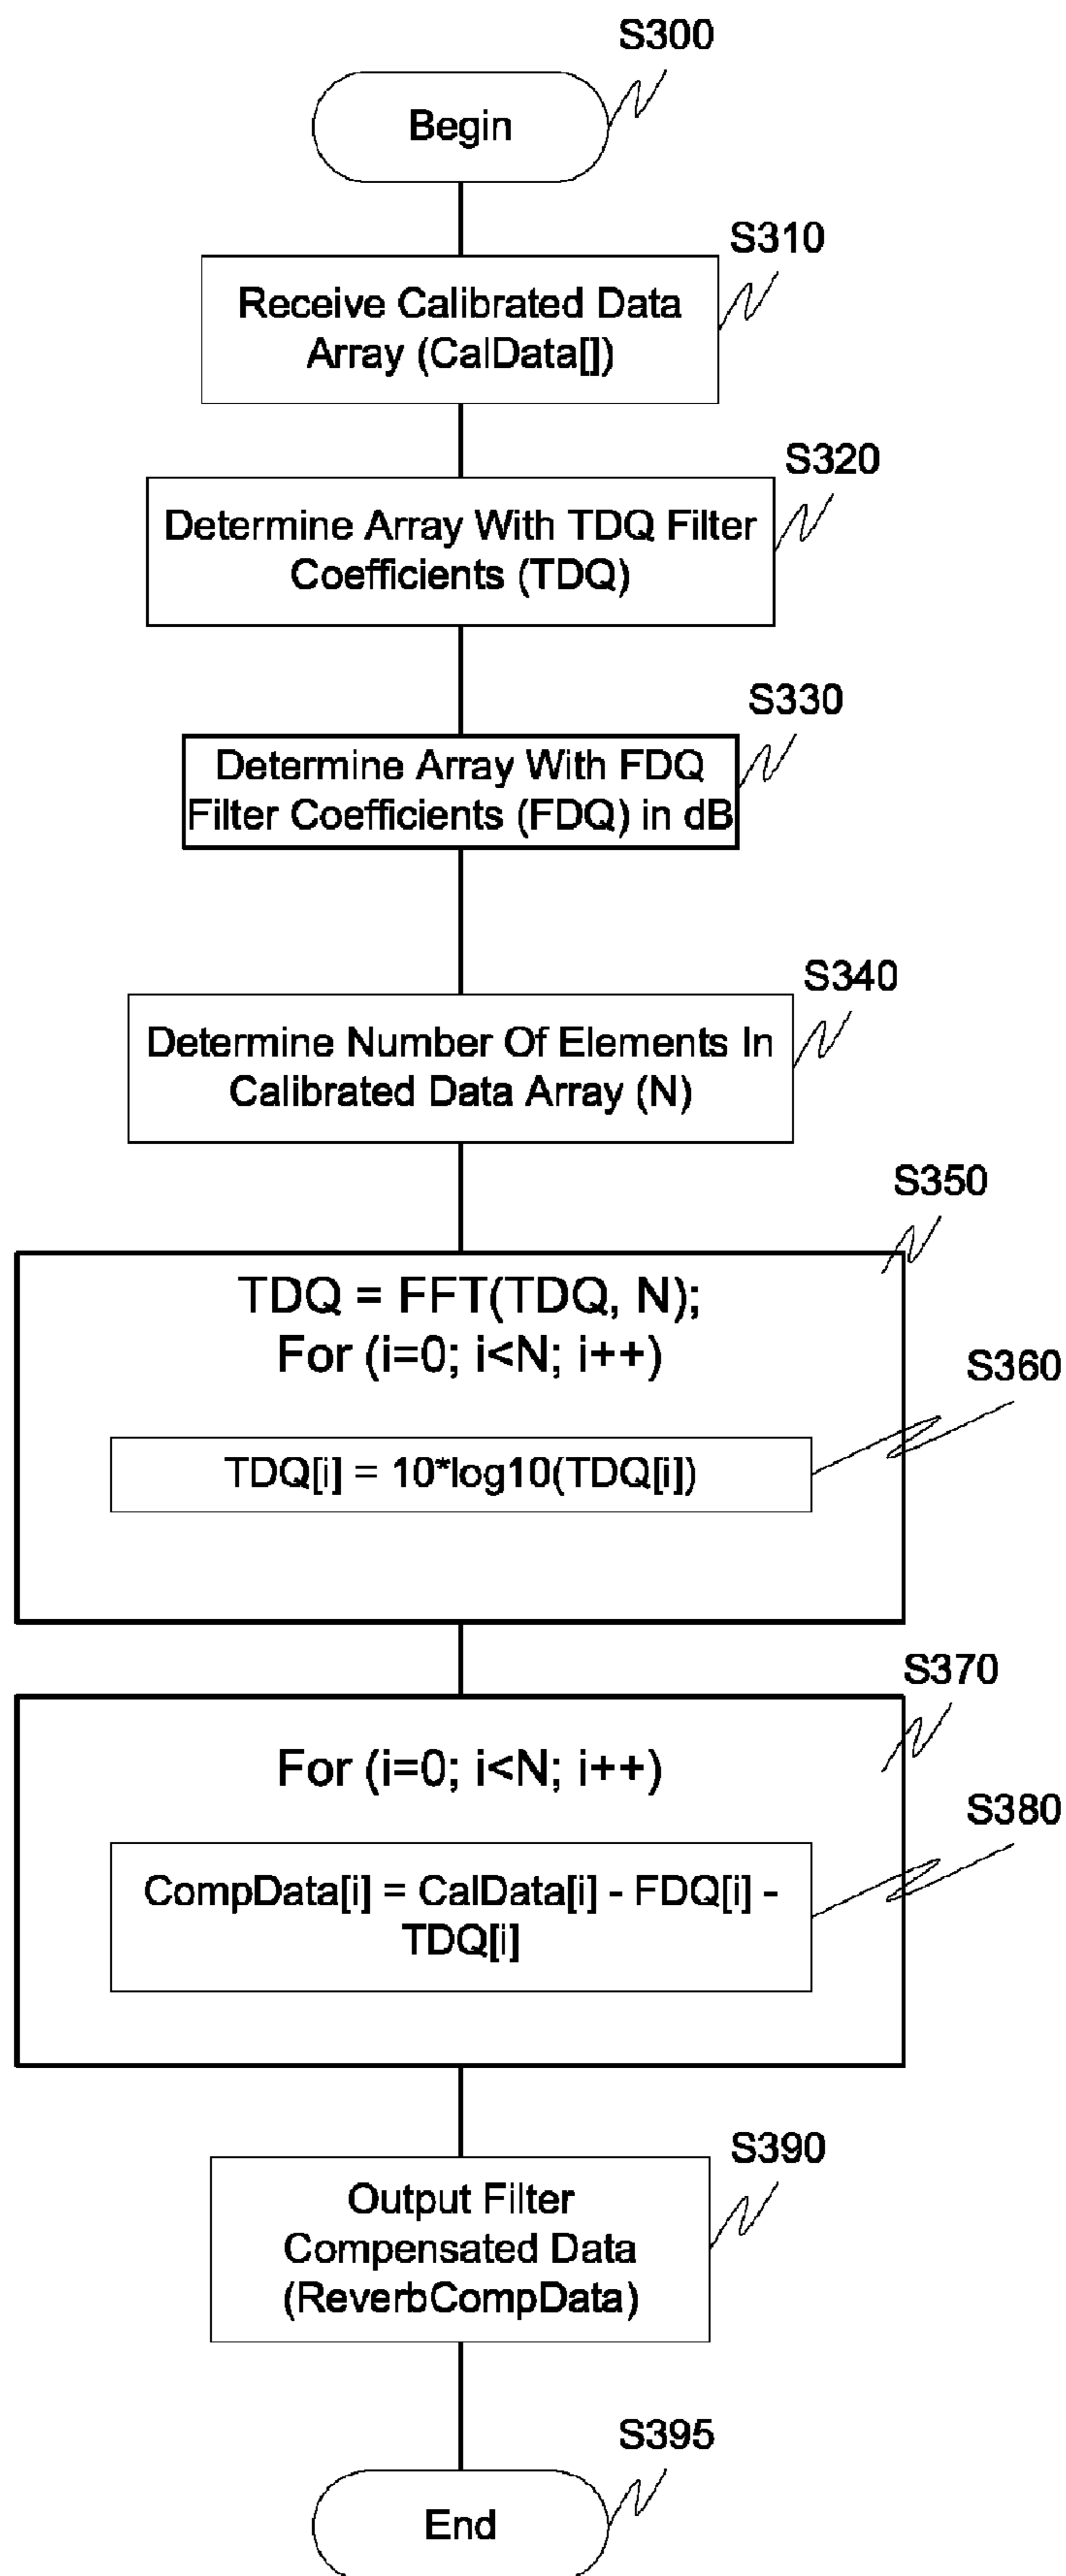 S300
Begin
S310
Receive Calibrated Data
Array (CalData[])
S320
Determine Array With TDQ Filter
Coefficients (TDQ)
S330
Determine Array With FDQ
Filter Coefficients (FDQ) in dB
S340
Determine Number Of Elements In
Calibrated Data Array (N)
S350
TDQ = FFT(TDQ, N);
For (i=0; i<N; i++)
S360
TDQ[i] = 10*log10(TDQ[i])
S370
For (i=0; i<N; i++)
S380
CompData[i] = CalData[i] - FDQ[i] -
TDQ[i]
S390
Output Filter
Compensated Data
(ReverbCompData)
S395
End